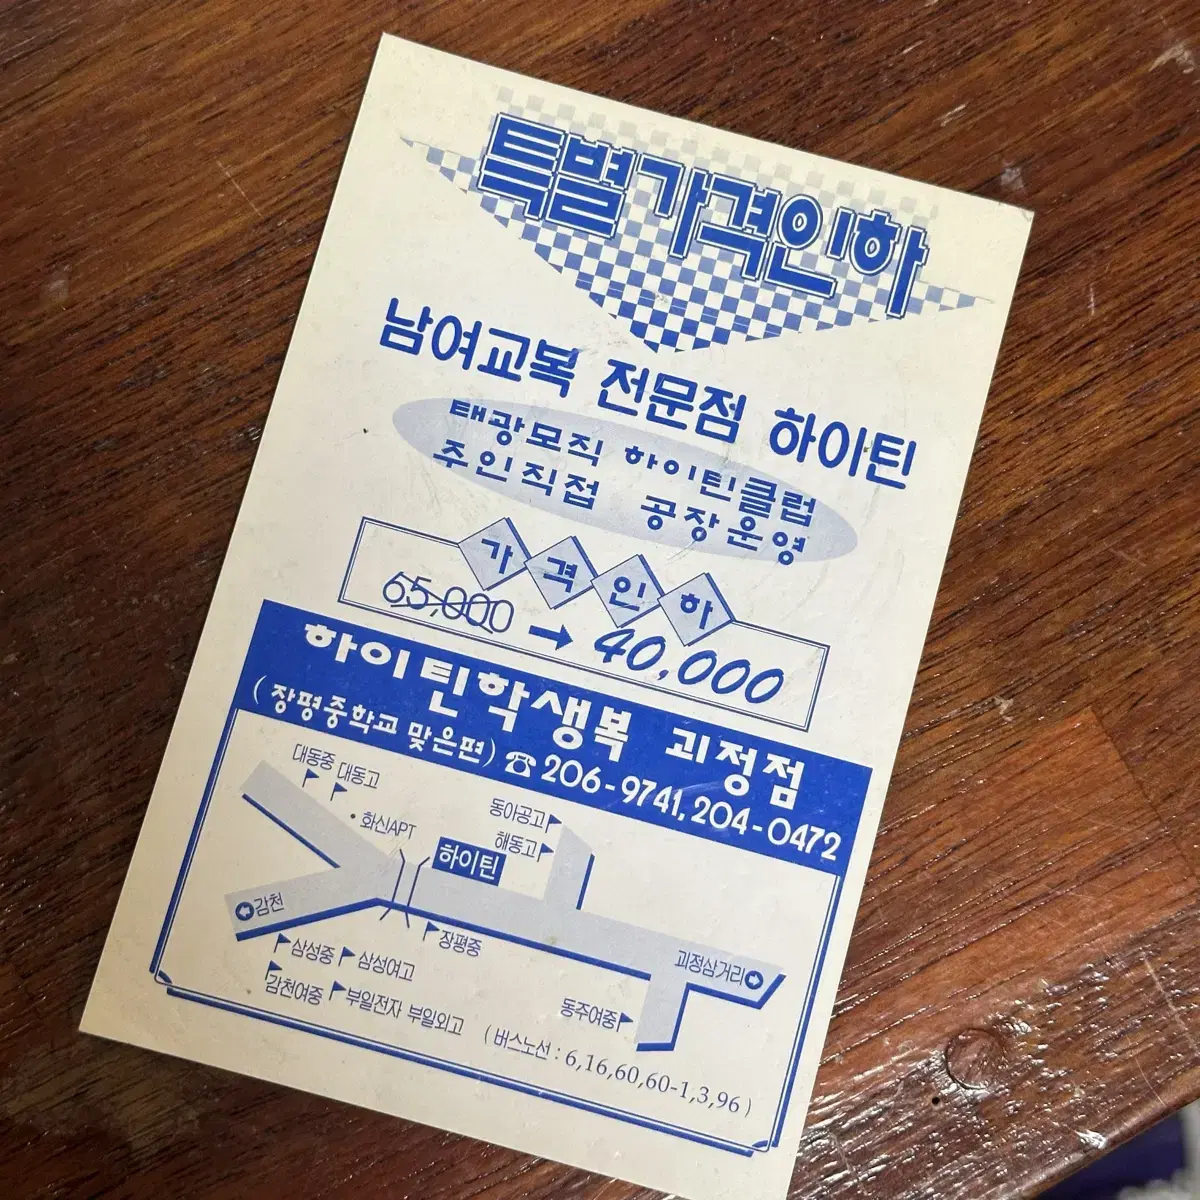 특별가격인하
남여교복 전문점 하이틴
태광모직 하이틴클럽
주인직접 공장운영
가격인하
65,000 → 40,000
하이틴학생복 괴정점
(장평중학교 맞은편) ☎ 206-9741, 204-0472
대동중 대동고
• 화신APT
동아공고
해동고
하이틴
감천
장평중
삼성중 삼성여고
감천여중 부일전자 부일외고
괴정삼거리
동주여중
(버스노선 : 6,16,60,60-1,3,96)